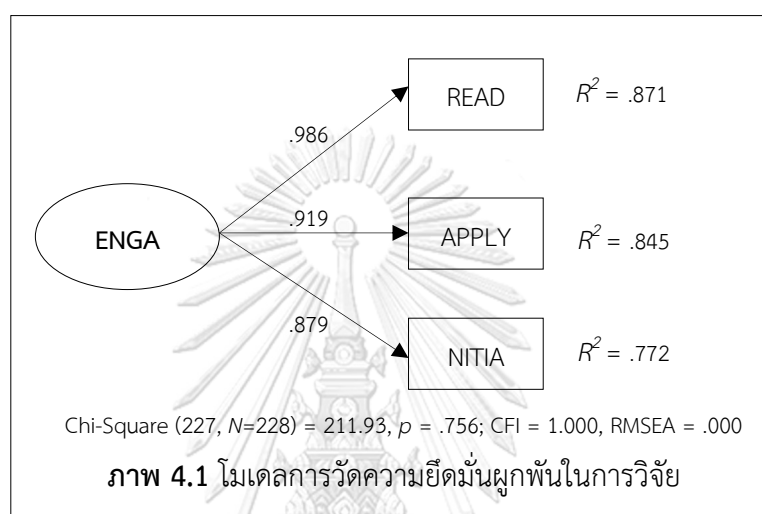 READ R² = .871
.986
ENGA .919 APPLY R² = .845
.879
NITIA R² = .772
Chi-Square (227, N=228) = 211.93, p = .756; CFI = 1.000, RMSEA = .000
ภาพ 4.1 โมเดลการวัดความยึดมั่นผูกพันในการวิจัย